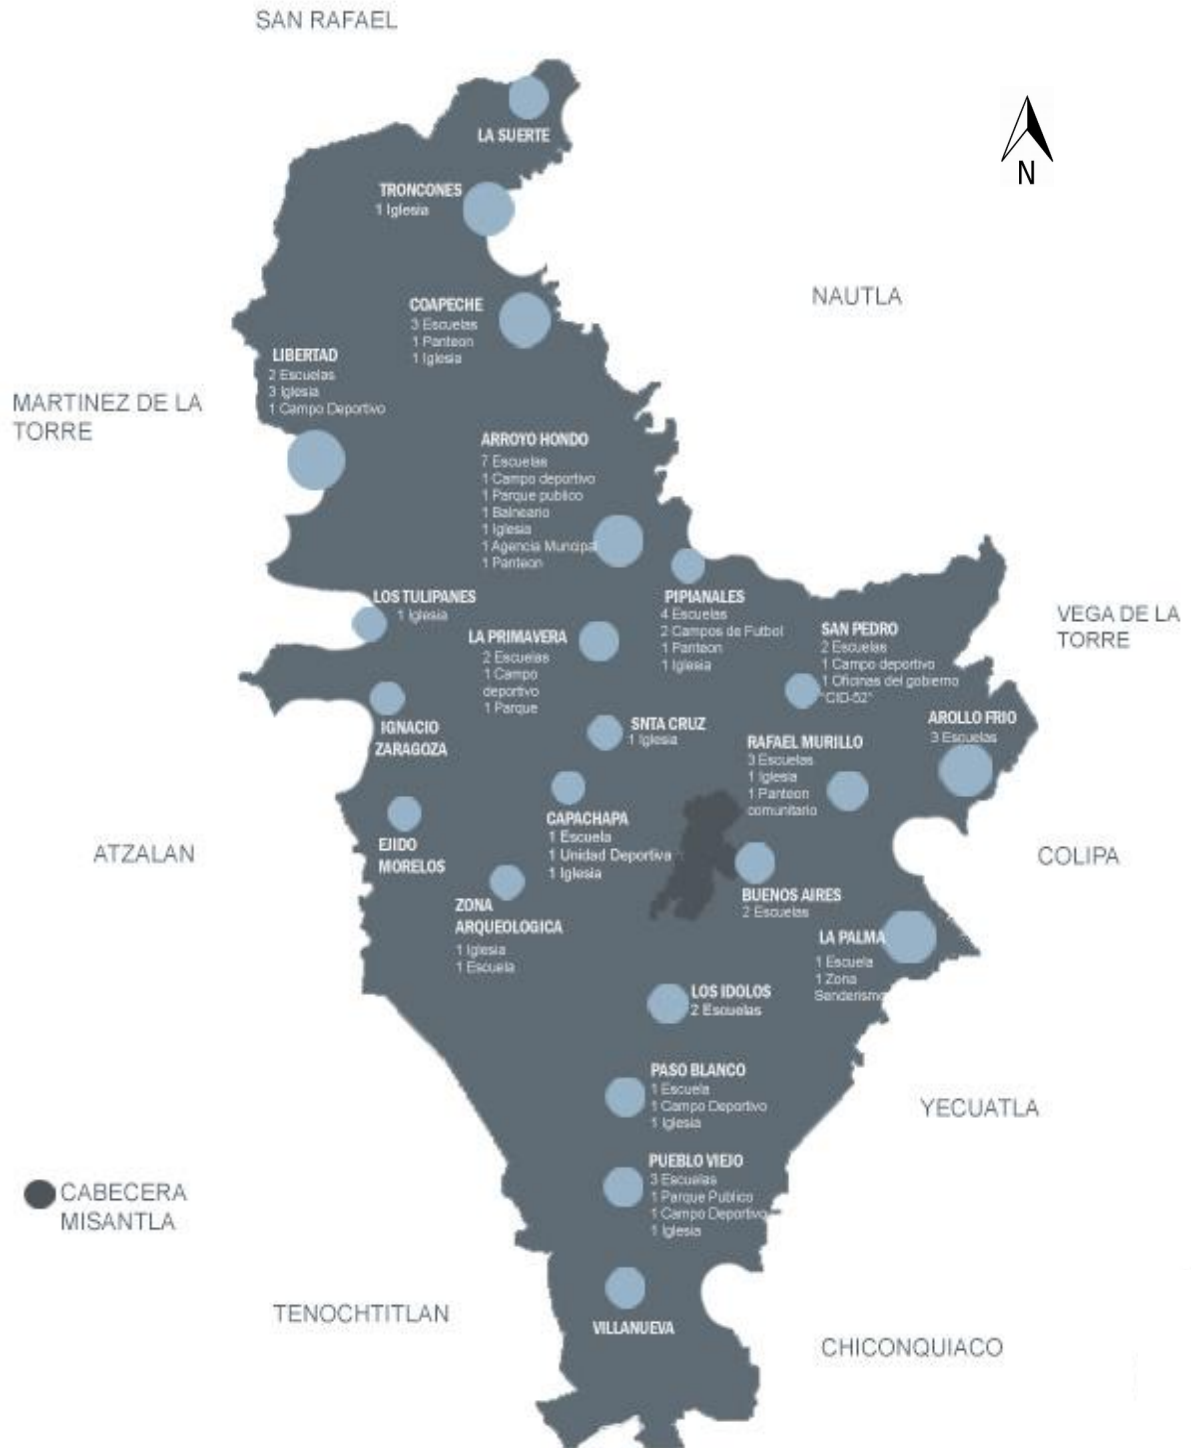 SAN RAFAEL
LA SUERTE
N
TRONCONES
1 Iglesia
NAUTLA
COAPECHE
3 Escuelas
1 Panteon
1 Iglesia
LIBERTAD
2 Escuelas
3 Iglesia
1 Campo Deportivo
MARTINEZ DE LA
TORRE
ARROYO HONDO
7 Escuelas
1 Campo deportivo
1 Parque publico
1 Balneario
1 Iglesia
1 Agencia Muncipal
1 Panteon
LOS TULIPANES
1 Iglesia
PIPIANALES
4 Escuelas
2 Campos de Futbol
1 Panteon
1 Iglesia
VEGA DE LA
TORRE
LA PRIMAVERA
2 Escuelas
1 Campo
deportivo
1 Parque
SAN PEDRO
2 Escuelas
1 Campo deportivo
1 Oficinas del gobierno
"CID-52"
IGNACIO
ZARAGOZA
SNTA CRUZ
1 Iglesia
AROLLO FRIO
3 Escuelas
RAFAEL MURILLO
3 Escuelas
1 Iglesia
1 Panteon
comunitario
CAPACHAPA
1 Escuela
1 Unidad Deportiva
1 Iglesia
EJIDO
MORELOS
ATZALAN
COLIPA
BUENOS AIRES
2 Escuelas
ZONA
ARQUEOLOGICA
1 Iglesia
1 Escuela
LA PALMA
1 Escuela
1 Zona
Senderismo
LOS IDOLOS
2 Escuelas
PASO BLANCO
1 Escuela
1 Campo Deportivo
1 Iglesia
YECUATLA
PUEBLO VIEJO
3 Escuelas
1 Parque Publico
1 Campo Deportivo
1 Iglesia
CABECERA
MISANTLA
TENOCHTITLAN
VILLANUEVA
CHICONQUIACO